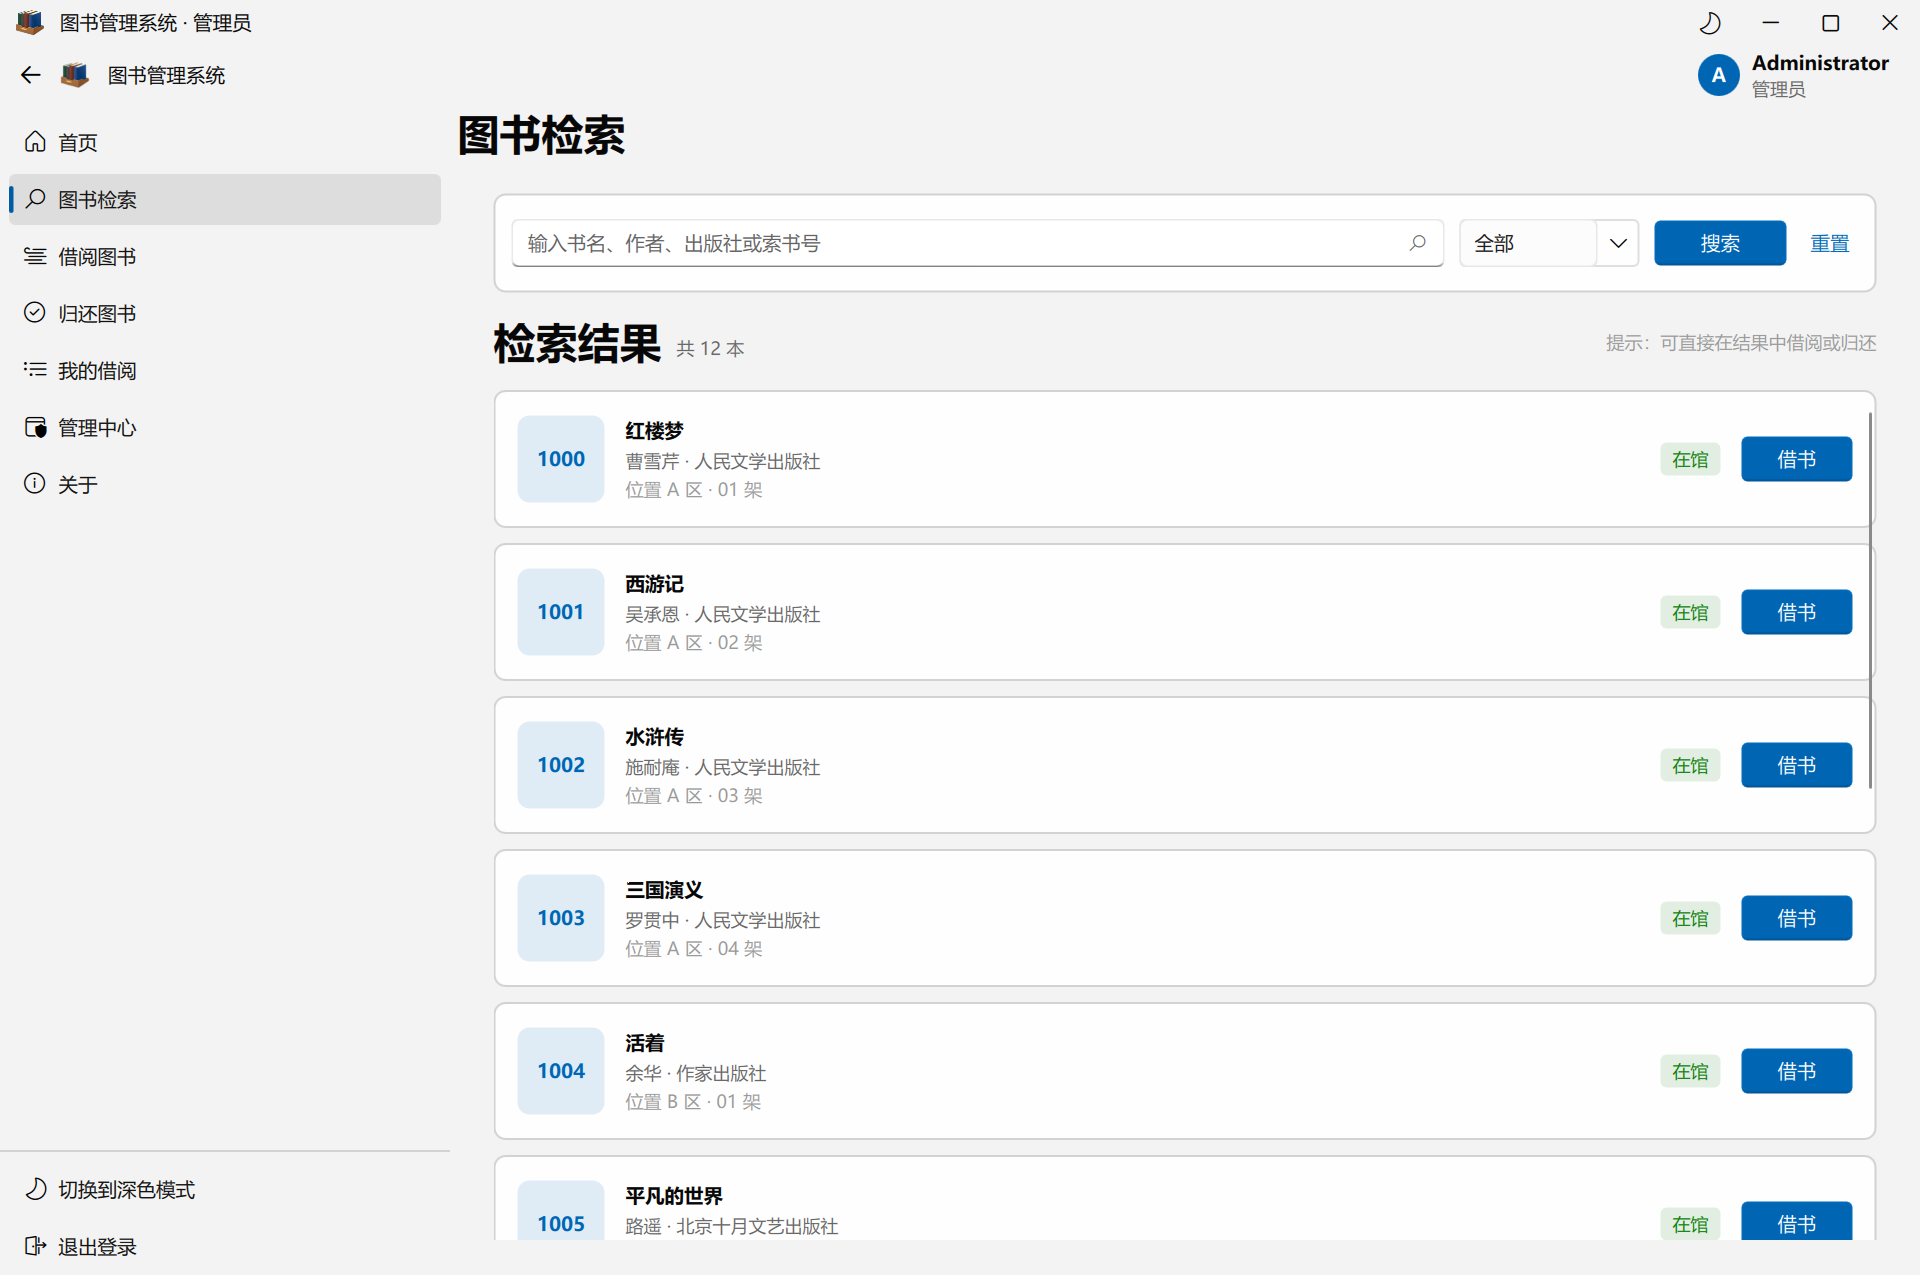 图书管理系统 · 管理员
图书管理系统
A
Administrator
管理员
首页
图书检索
借阅图书
归还图书
我的借阅
管理中心
关于
切换到深色模式
退出登录
图书检索
输入书名、作者、出版社或索书号
全部
搜索
重置
检索结果 共 12 本
提示：可直接在结果中借阅或归还
1000
红楼梦
曹雪芹 · 人民文学出版社
位置 A 区 · 01 架
在馆
借书
1001
西游记
吴承恩 · 人民文学出版社
位置 A 区 · 02 架
在馆
借书
1002
水浒传
施耐庵 · 人民文学出版社
位置 A 区 · 03 架
在馆
借书
1003
三国演义
罗贯中 · 人民文学出版社
位置 A 区 · 04 架
在馆
借书
1004
活着
余华 · 作家出版社
位置 B 区 · 01 架
在馆
借书
1005
平凡的世界
路遥 · 北京十月文艺出版社
在馆
借书